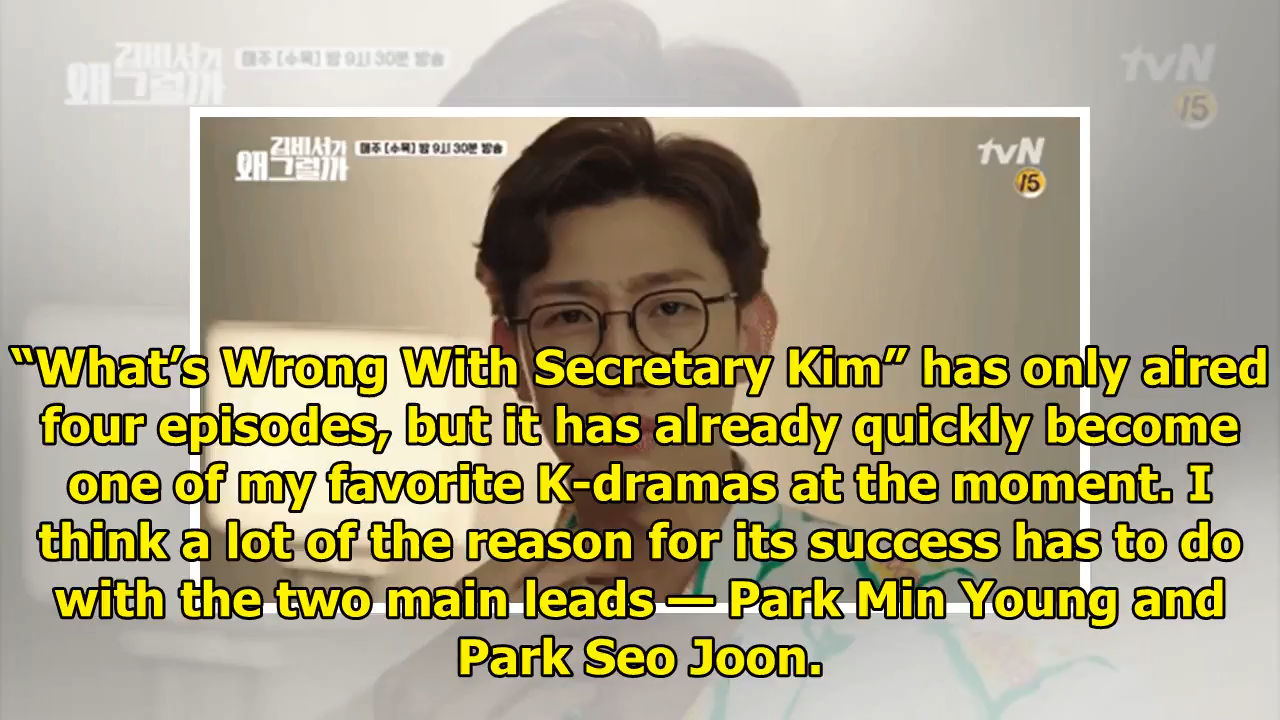 김비서가
왜 그럴까
매주 [수목] 밤 9시 30분 방송
tvN
15
김비서가
왜 그럴까
매주 [수목] 밤 9시 30분 방송
tvN
15
“What’s Wrong With Secretary Kim” has only aired
four episodes, but it has already quickly become
one of my favorite K-dramas at the moment. I
think a lot of the reason for its success has to do
with the two main leads — Park Min Young and
Park Seo Joon.